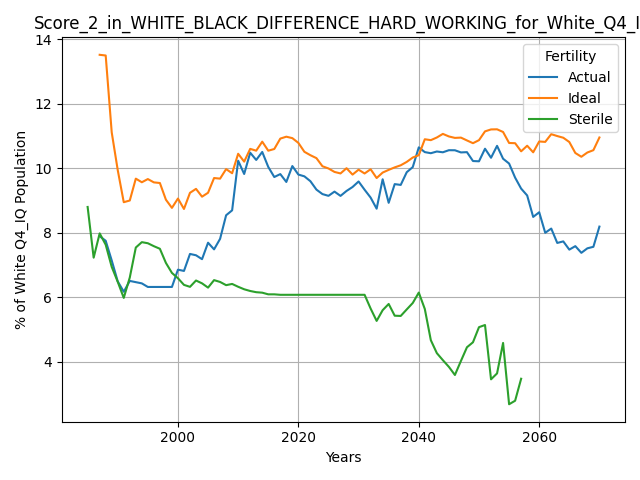 Score_2_in_WHITE_BLACK_DIFFERENCE_HARD_WORKING_for_White_Q4_I
Fertility
Actual
Ideal
Sterile
14
12
10
8
6
4
% of White Q4_IQ Population
2000
2020
2040
2060
Years